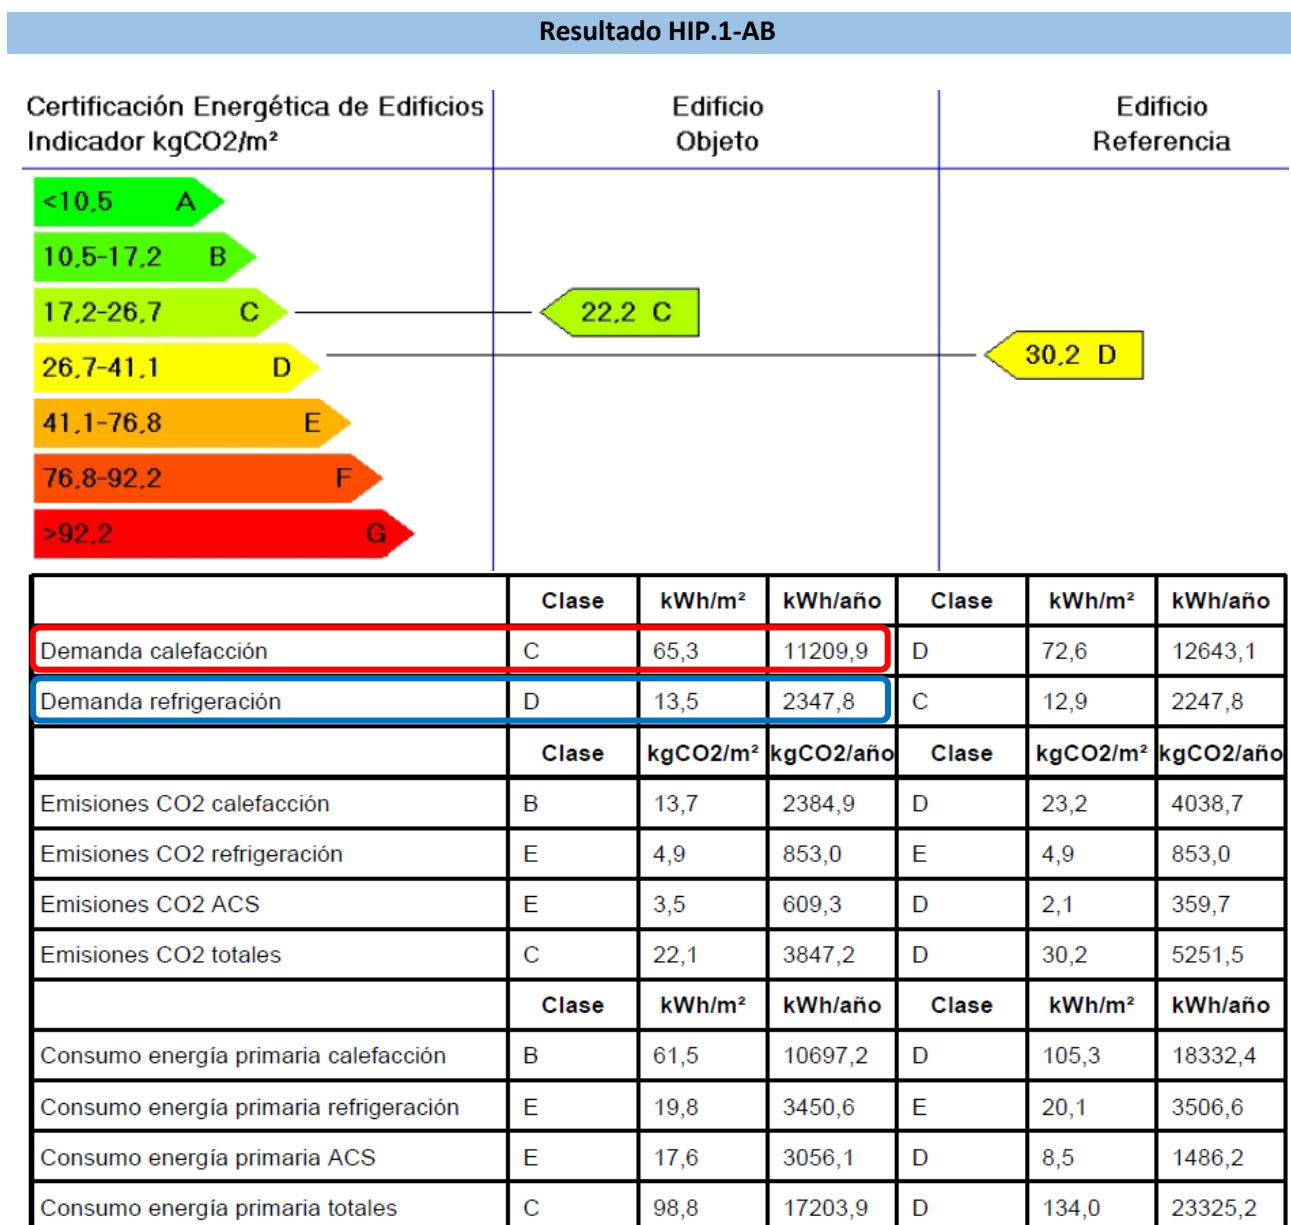 Resultado HIP.1-AB
Certificación Energética de Edificios
Indicador kgCO2/m²
Edificio
Objeto
Edificio
Referencia
<10,5 A
10,5-17,2 B
17,2-26,7 C
22,2 C
26,7-41,1 D
30,2 D
41,1-76,8 E
76,8-92,2 F
>92,2 G
Clase kWh/m² kWh/año Clase kWh/m² kWh/año
Demanda calefacción C 65,3 11209,9 D 72,6 12643,1
Demanda refrigeración D 13,5 2347,8 C 12,9 2247,8
Clase kgCO2/m² kgCO2/año Clase kgCO2/m² kgCO2/año
Emisiones CO2 calefacción B 13,7 2384,9 D 23,2 4038,7
Emisiones CO2 refrigeración E 4,9 853,0 E 4,9 853,0
Emisiones CO2 ACS E 3,5 609,3 D 2,1 359,7
Emisiones CO2 totales C 22,1 3847,2 D 30,2 5251,5
Clase kWh/m² kWh/año Clase kWh/m² kWh/año
Consumo energía primaria calefacción B 61,5 10697,2 D 105,3 18332,4
Consumo energía primaria refrigeración E 19,8 3450,6 E 20,1 3506,6
Consumo energía primaria ACS E 17,6 3056,1 D 8,5 1486,2
Consumo energía primaria totales C 98,8 17203,9 D 134,0 23325,2